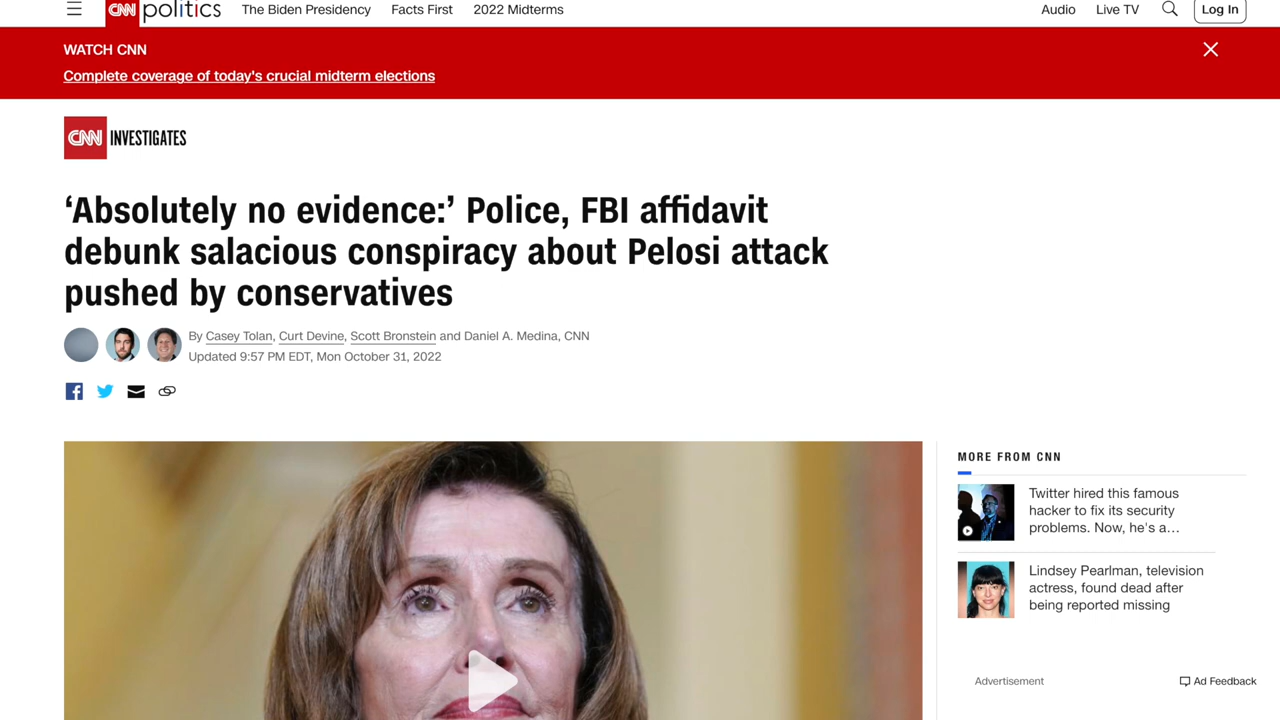 CNN politics The Biden Presidency Facts First 2022 Midterms Audio Live TV Log In
WATCH CNN
Complete coverage of today's crucial midterm elections
CNN INVESTIGATES
‘Absolutely no evidence:’ Police, FBI affidavit
debunk salacious conspiracy about Pelosi attack
pushed by conservatives
By Casey Tolan, Curt Devine, Scott Bronstein and Daniel A. Medina, CNN
Updated 9:57 PM EDT, Mon October 31, 2022
MORE FROM CNN
Twitter hired this famous
hacker to fix its security
problems. Now, he's a…
Lindsey Pearlman, television
actress, found dead after
being reported missing
Advertisement
Ad Feedback